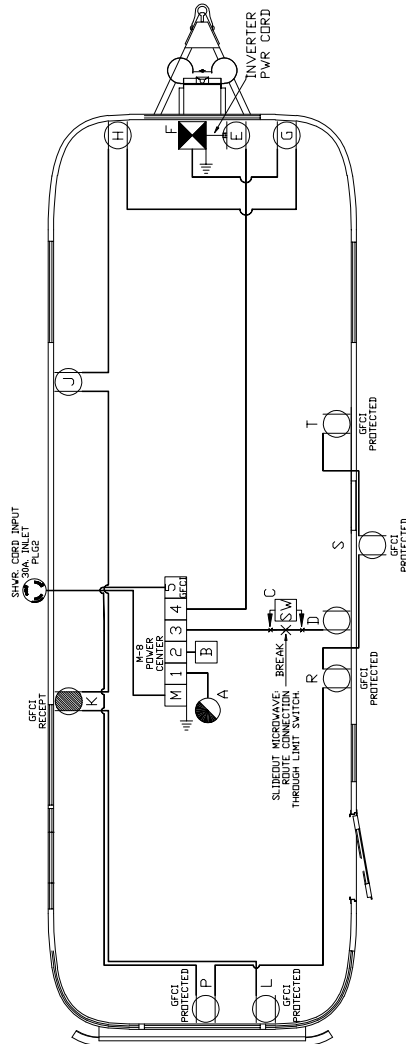 SHWR. CORD INPUT
30A. INLET
PLG2
GFCI
RECEPT
K
J
H
F
E
G
INVERTER
PWR CORD
M-8
POWER
CENTER
M
1
2
3
4
5
GFCI
A
B
C
SW
BREAK
D
SLIDEOUT MICROWAVE:
ROUTE CONNECTION
THROUGH LIMIT SWITCH.
GFCI
PROTECTED
P
L
GFCI
PROTECTED
R
GFCI
PROTECTED
S
GFCI
PROTECTED
T
GFCI
PROTECTED